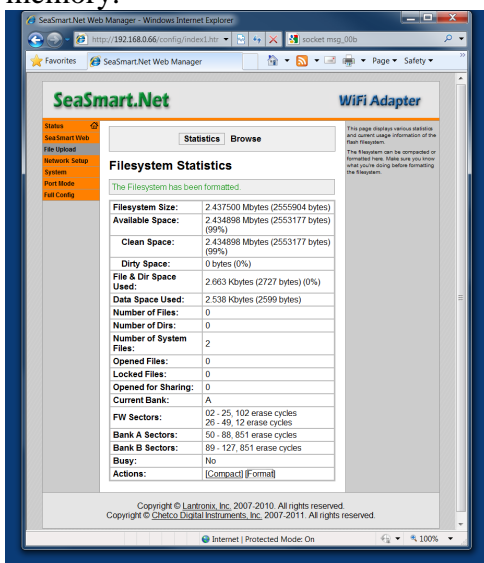 memory.
SeaSmart.Net Web Manager - Windows Internet Explorer
http://192.168.0.66/config/index1.htr
socket msg_00b
Favorites SeaSmart.Net Web Manager Page Safety »
SeaSmart.Net WiFi Adapter
Status
SeaSmart Web
File Upload
Network Setup
System
Port Mode
Full Config
Statistics Browse
Filesystem Statistics
The Filesystem has been formatted.
Filesystem Size: 2.437500 Mbytes (2555904 bytes)
Available Space: 2.434898 Mbytes (2553177 bytes)
(99%)
Clean Space: 2.434898 Mbytes (2553177 bytes)
(99%)
Dirty Space: 0 bytes (0%)
File & Dir Space
Used: 2.663 Kbytes (2727 bytes) (0%)
Data Space Used: 2.538 Kbytes (2599 bytes)
Number of Files: 0
Number of Dirs: 0
Number of System
Files: 2
Opened Files: 0
Locked Files: 0
Opened for Sharing: 0
Current Bank: A
FW Sectors: 02 - 25, 102 erase cycles
26 - 49, 12 erase cycles
Bank A Sectors: 50 - 88, 851 erase cycles
Bank B Sectors: 89 - 127, 851 erase cycles
Busy: No
Actions: [Compact] [Format]
This page displays various statistics
and current usage information of the
flash filesystem.
The filesystem can be compacted or
formatted here. Make sure you know
what you're doing before formatting
the filesystem.
Copyright © Lantronix, Inc. 2007-2010. All rights reserved.
Copyright © Chetco Digital Instruments, Inc. 2007-2011. All rights reserved.
Internet | Protected Mode: On 100%